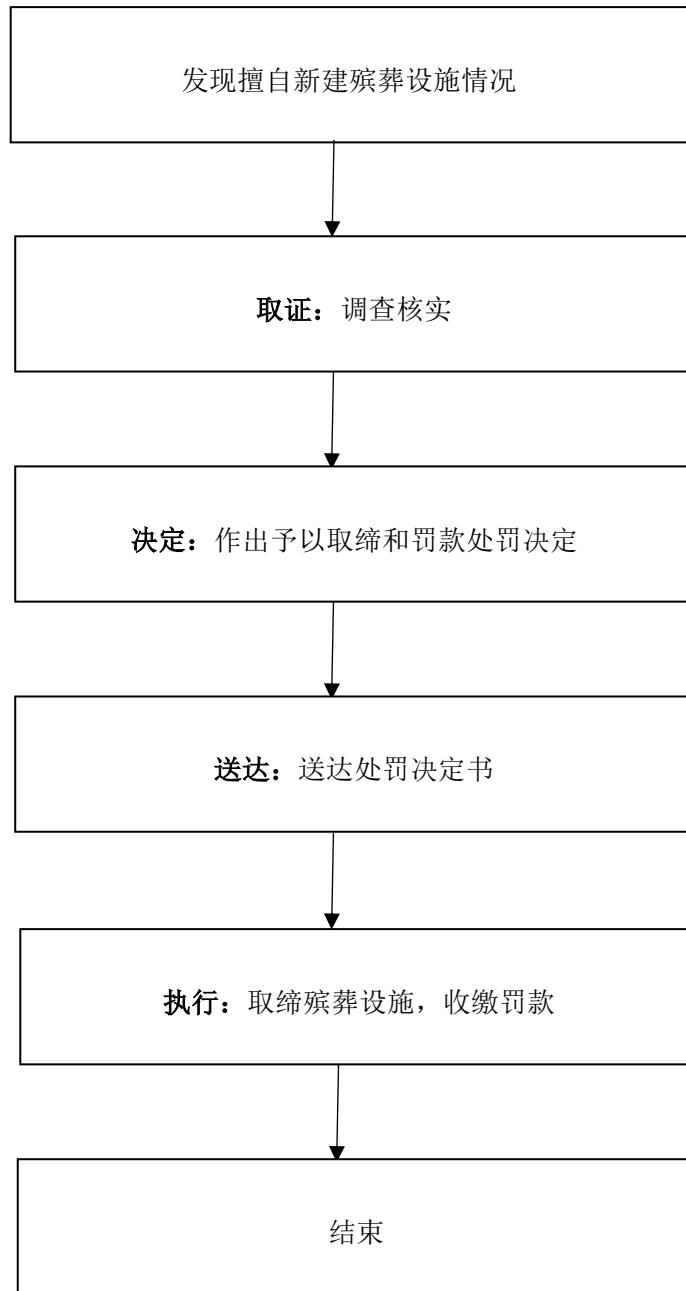 发现擅自新建殡葬设施情况
取证：调查核实
决定：作出予以取缔和罚款处罚决定
送达：送达处罚决定书
执行：取缔殡葬设施，收缴罚款
结束